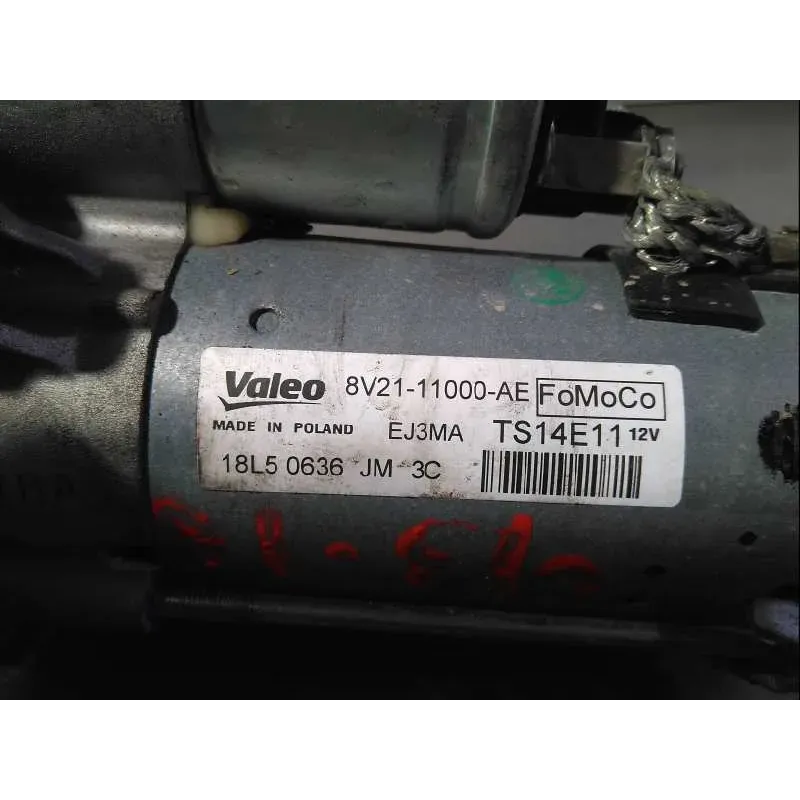 Valeo 8V21-11000-AE FoMoCo
MADE IN POLAND EJ3MA TS14E11 12V
18L5 0636 JM 3C